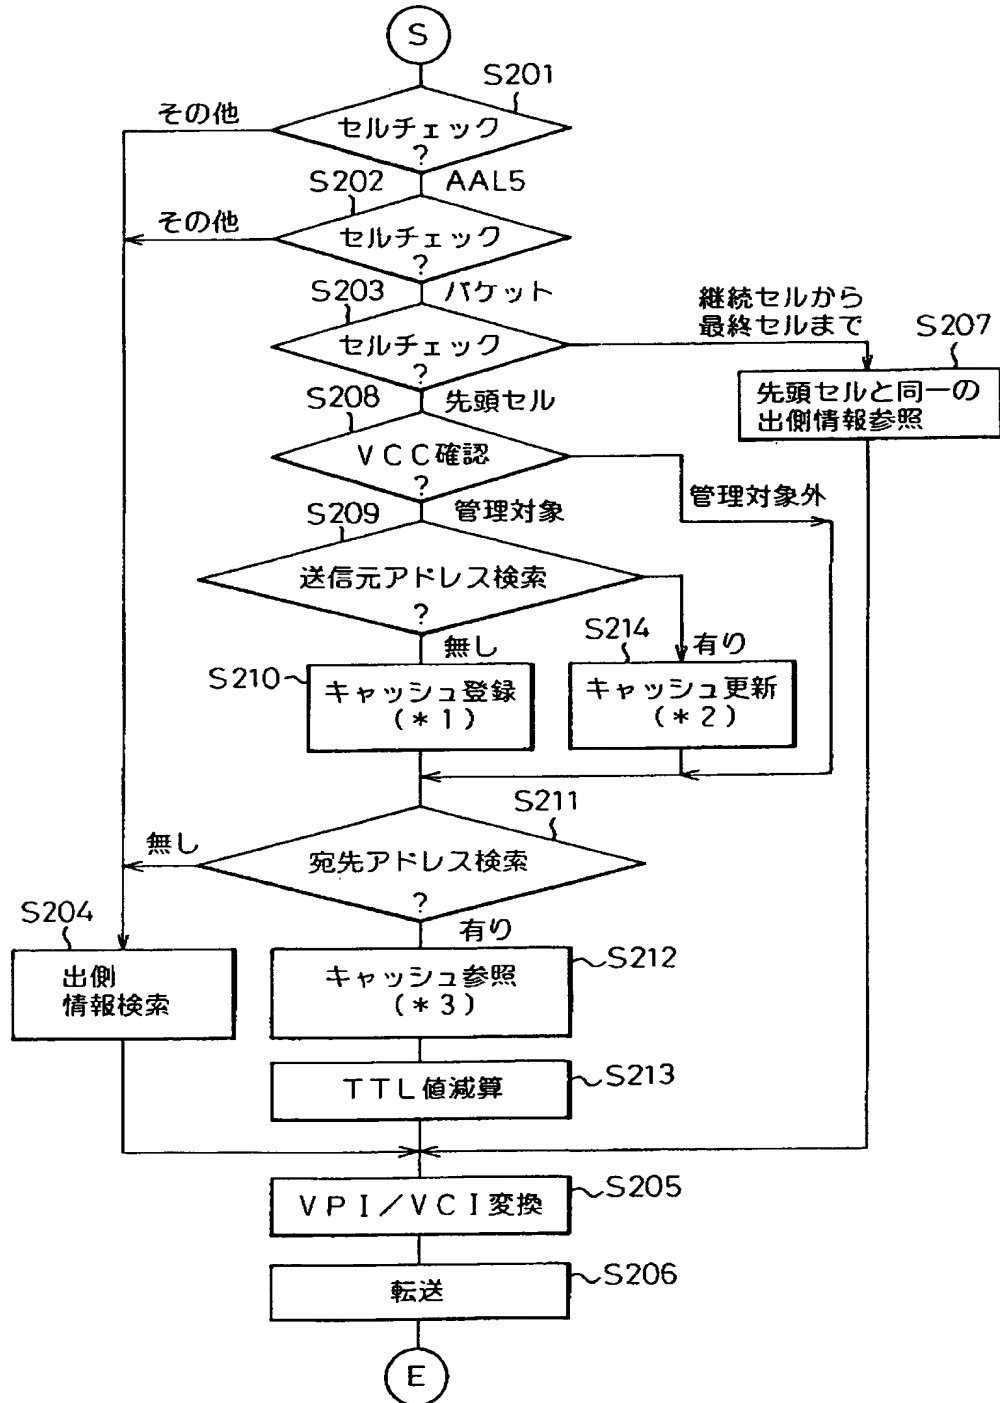 S
S201
その他
セルチェック
?
S202
AAL5
その他
セルチェック
?
S203
パケット
継続セルから
最終セルまで
S207
セルチェック
?
先頭セルと同一の
出側情報参照
S208
先頭セル
VCC確認
?
管理対象外
S209
管理対象
送信元アドレス検索
?
S214
無し
有り
S210
キャッシュ登録
(*1)
キャッシュ更新
(*2)
S211
無し
宛先アドレス検索
?
S204
有り
出側
情報検索
キャッシュ参照
(*3)
S212
TTL値減算
S213
VPI/VCI変換
S205
転送
S206
E